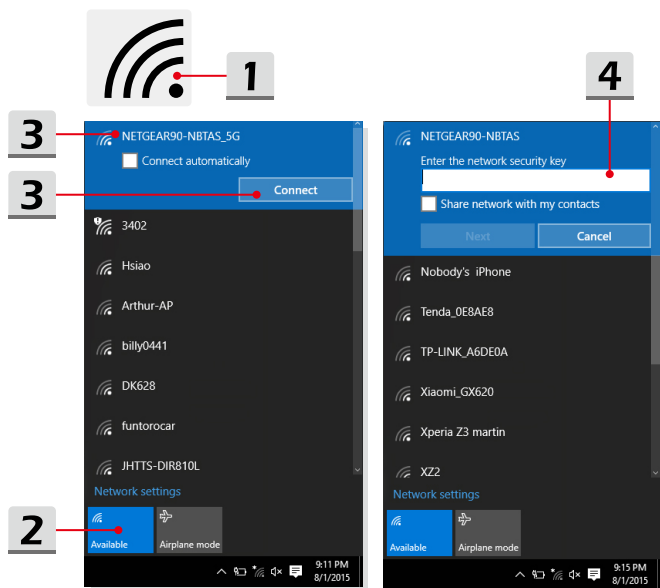 1
3
NETGEAR90-NBTAS_5G
Connect automatically
3
Connect
3402
Hsiao
Arthur-AP
billy0441
DK628
funtorocar
JHTTS-DIR810L
Network settings
2
Available
Airplane mode
9:11 PM
8/1/2015
4
NETGEAR90-NBTAS
Enter the network security key
Share network with my contacts
Next
Cancel
Nobody's iPhone
Tenda_0E8AE8
TP-LINK_A6DE0A
Xiaomi_GX620
Xperia Z3 martin
XZ2
Network settings
Available
Airplane mode
9:15 PM
8/1/2015